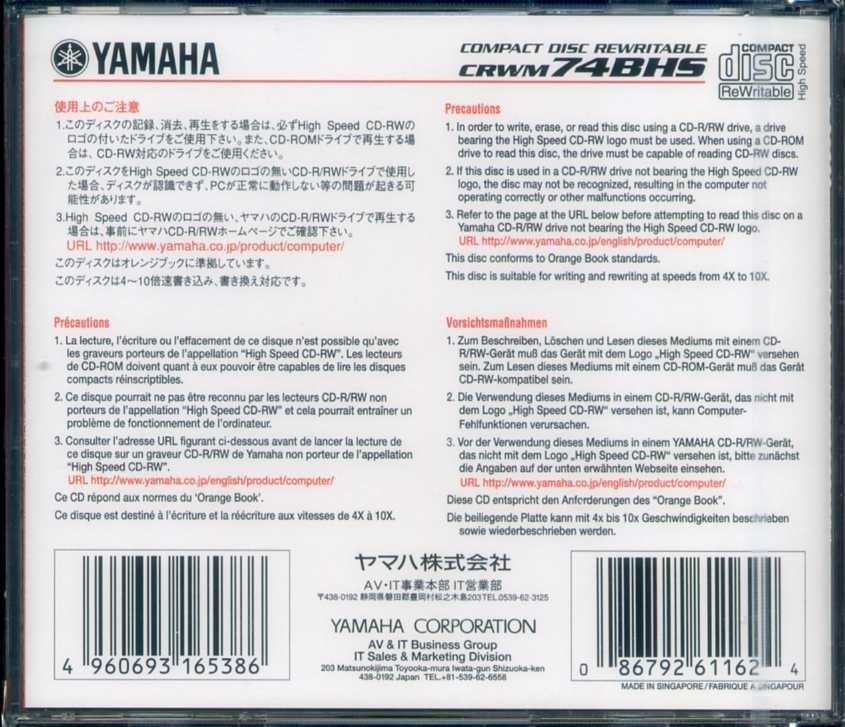 YAMAHA
COMPACT DISC REWRITABLE
CRWM74BHS
COMPACT
disc
ReWritable
High Speed
使用上のご注意
1.このディスクの記録、消去、再生をする場合は、必ずHigh Speed CD-RWの
ロゴの付いたドライブをご使用下さい。また、CD-ROMドライブで再生する場
合は、CD-RW対応のドライブをご使用ください。
2.このディスクをHigh Speed CD-RWのロゴの無いCD-R/RWドライブで使用し
た場合、ディスクが認識できず、PCが正常に動作しない等の問題が起きる可
能性があります。
3.High Speed CD-RWのロゴの無い、ヤマハのCD-R/RWドライブで再生する
場合は、事前にヤマハCD-R/RWホームページでご確認下さい。
URL http://www.yamaha.co.jp/product/computer/
このディスクはオレンジブックに準拠しています。
このディスクは4〜10倍速書き込み、書き換え対応です。
Precautions
1. In order to write, erase, or read this disc using a CD-R/RW drive, a drive
bearing the High Speed CD-RW logo must be used. When using a CD-ROM
drive to read this disc, the drive must be capable of reading CD-RW discs.
2. If this disc is used in a CD-R/RW drive not bearing the High Speed CD-RW
logo, the disc may not be recognized, resulting in the computer not
operating correctly or other malfunctions occurring.
3. Refer to the page at the URL below before attempting to read this disc on a
Yamaha CD-R/RW drive not bearing the High Speed CD-RW logo.
URL http://www.yamaha.co.jp/english/product/computer/
This disc conforms to Orange Book standards.
This disc is suitable for writing and rewriting at speeds from 4X to 10X.
Précautions
1. La lecture, l'écriture ou l'effacement de ce disque n'est possible qu'avec
les graveurs porteurs de l'appellation "High Speed CD-RW". Les lecteurs
de CD-ROM doivent quant à eux pouvoir être capables de lire les disques
compacts réinscriptibles.
2. Ce disque pourrait ne pas être reconnu par les lecteurs CD-R/RW non
porteurs de l'appellation "High Speed CD-RW" et cela pourrait entraîner un
problème de fonctionnement de l'ordinateur.
3. Consulter l'adresse URL figurant ci-dessous avant de lancer la lecture de
ce disque sur un graveur CD-R/RW de Yamaha non porteur de l'appellation
"High Speed CD-RW".
URL http://www.yamaha.co.jp/english/product/computer/
Ce CD répond aux normes du 'Orange Book'.
Ce disque est destiné à l'écriture et la réécriture aux vitesses de 4X à 10X.
Vorsichtsmaßnahmen
1. Zum Beschreiben, Löschen und Lesen dieses Mediums mit einem CD-
R/RW-Gerät muß das Gerät mit dem Logo „High Speed CD-RW" versehen
sein. Zum Lesen dieses Mediums mit einem CD-ROM-Gerät muß das Gerät
CD-RW-kompatibel sein.
2. Die Verwendung dieses Mediums in einem CD-R/RW-Gerät, das nicht mit
dem Logo „High Speed CD-RW" versehen ist, kann Computer-
Fehlfunktionen verursachen.
3. Vor der Verwendung dieses Mediums in einem YAMAHA CD-R/RW-Gerät,
das nicht mit dem Logo „High Speed CD-RW" versehen ist, bitte zunächst
die Angaben auf der unten erwähnten Webseite einsehen.
URL http://www.yamaha.co.jp/english/product/computer/
Diese CD entspricht den Anforderungen des "Orange Book".
Die beiliegende Platte kann mit 4x bis 10x Geschwindigkeiten beschrieben
sowie wiederbeschrieben werden.
4 960693 165386
ヤマハ株式会社
AV・IT事業本部 IT営業部
〒438-0192 静岡県磐田郡豊岡村松之木島203 TEL.0539-62-3125
YAMAHA CORPORATION
AV & IT Business Group
IT Sales & Marketing Division
203 Matsunokijima Toyooka-mura Iwata-gun Shizuoka-ken
438-0192 Japan TEL.+81-539-62-6558
0 86792 61162 4
MADE IN SINGAPORE/FABRIQUE A SINGAPOUR